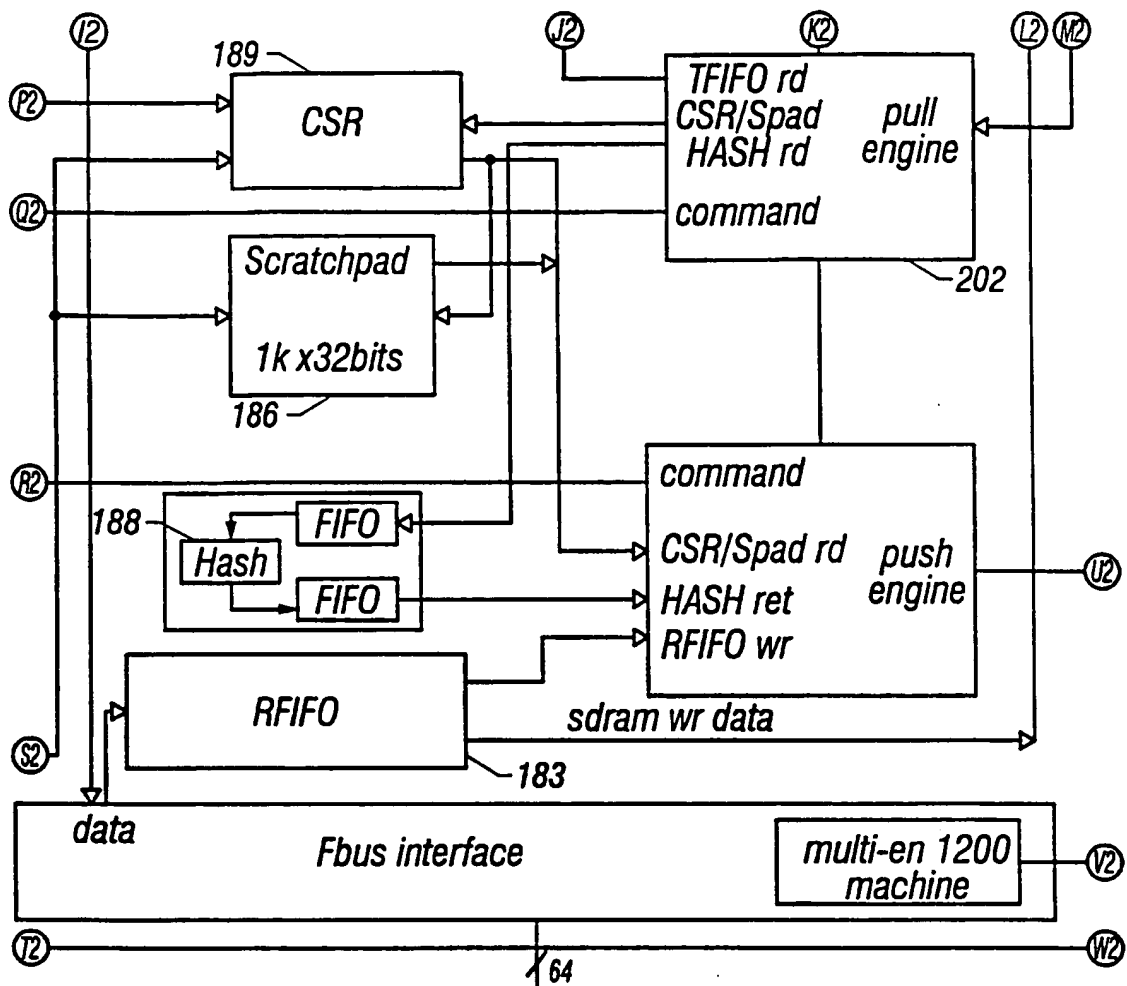 I2
J2
K2
L2
M2
189
P2
CSR
TFIFO rd
CSR/Spad
HASH rd
pull
engine
Q2
command
202
Scratchpad
1k x32bits
186
R2
command
188
FIFO
Hash
FIFO
CSR/Spad rd
HASH ret
RFIFO wr
push
engine
U2
RFIFO
sdram wr data
S2
183
data
Fbus interface
multi-en 1200
machine
V2
T2
W2
64